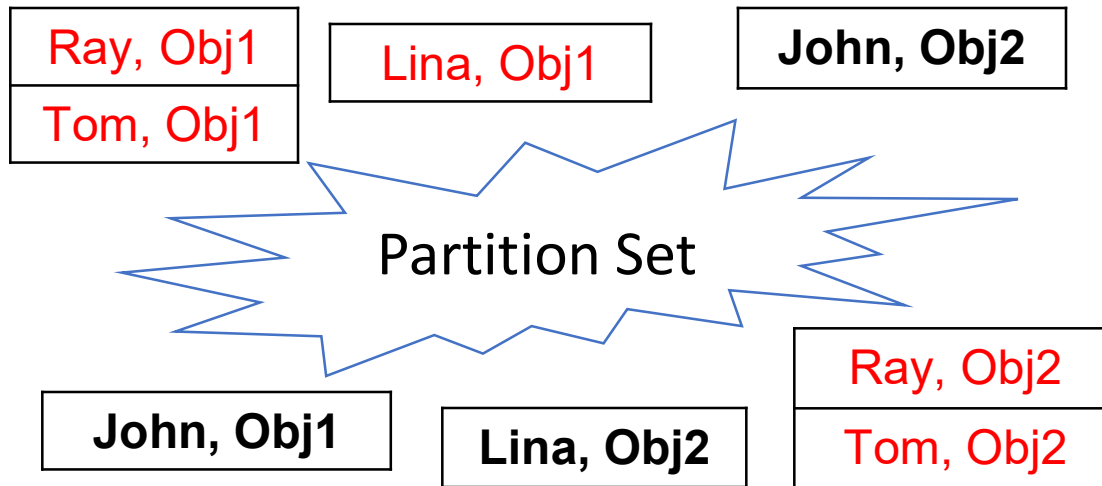 Ray, Obj1
Tom, Obj1
Lina, Obj1
John, Obj2
Partition Set
John, Obj1
Lina, Obj2
Ray, Obj2
Tom, Obj2